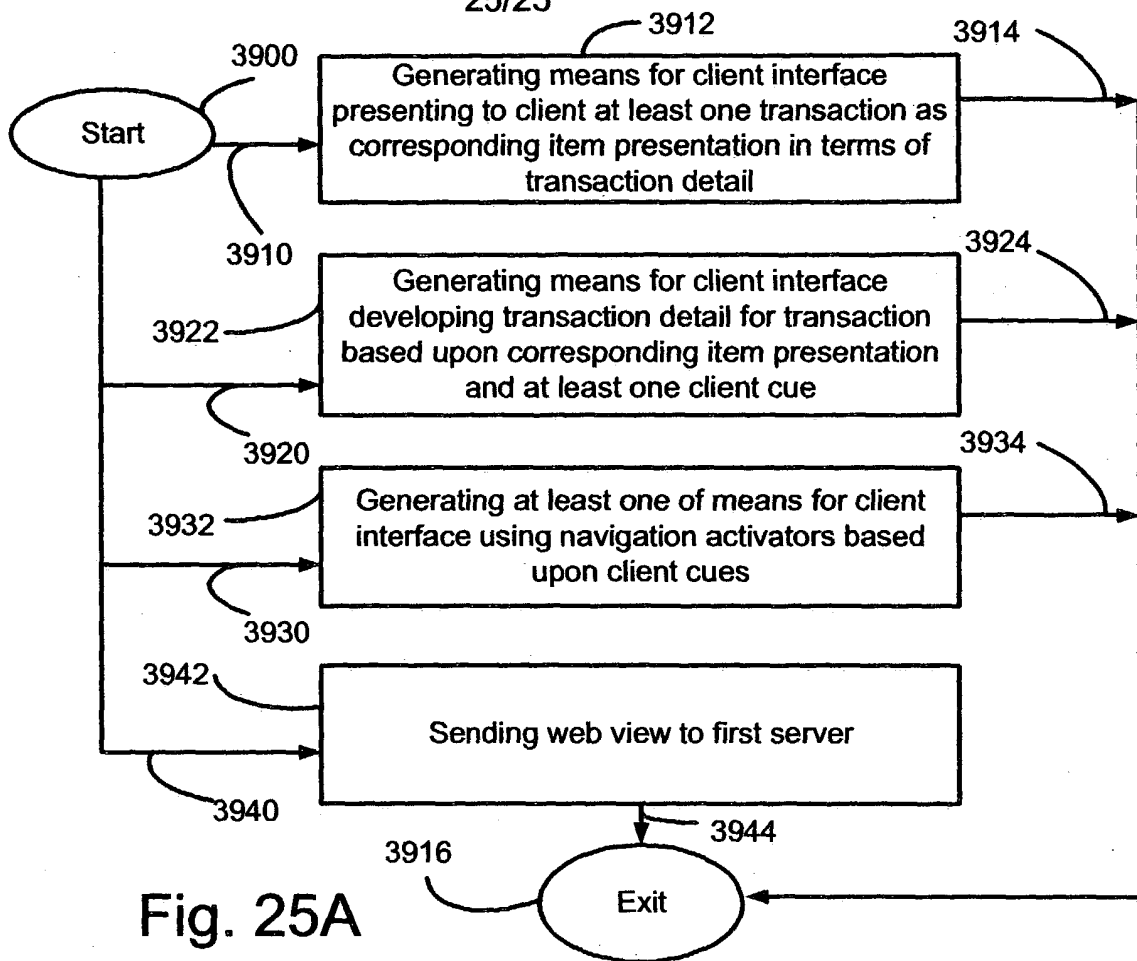 25/25
3912
3914
3900
Start
Generating means for client interface
presenting to client at least one transaction as
corresponding item presentation in terms of
transaction detail
3910
3924
Generating means for client interface
developing transaction detail for transaction
based upon corresponding item presentation
and at least one client cue
3922
3920
3934
Generating at least one of means for client
interface using navigation activators based
upon client cues
3932
3930
3942
Sending web view to first server
3940
3944
3916
Exit
Fig. 25A